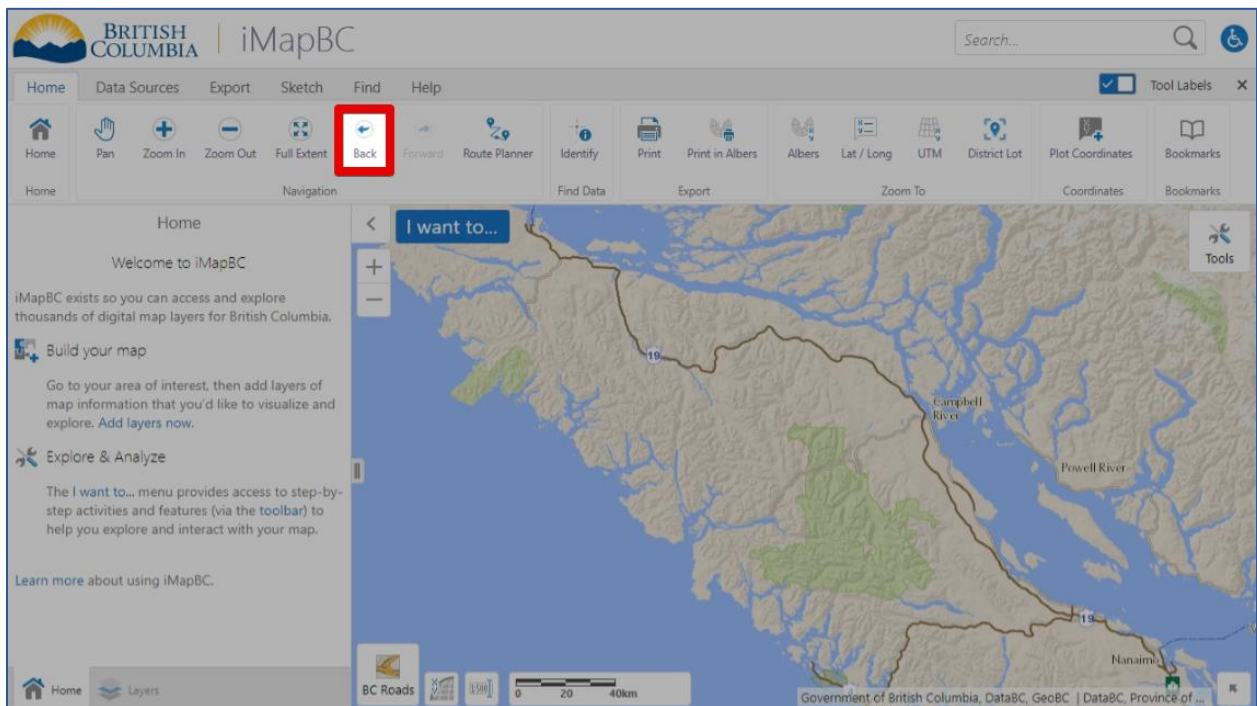 BRITISH
COLUMBIA
iMapBC
Search...
Home Data Sources Export Sketch Find Help
Tool Labels
Home Pan Zoom In Zoom Out Full Extent Back Forward Route Planner Identify Print Print in Albers Albers Lat / Long UTM District Lot Plot Coordinates Bookmarks
Home Navigation Find Data Export Zoom To Coordinates Bookmarks
Home
Welcome to iMapBC
iMapBC exists so you can access and explore
thousands of digital map layers for British Columbia.
Build your map
Go to your area of interest, then add layers of
map information that you'd like to visualize and
explore. Add layers now.
Explore & Analyze
The I want to... menu provides access to step-by-
step activities and features (via the toolbar) to
help you explore and interact with your map.
Learn more about using iMapBC.
Home Layers
I want to...
Tools
19
Campbell
River
Powell River
19
Nanaimo
BC Roads
1:500
0 20 40km
Government of British Columbia, DataBC, GeoBC | DataBC, Province of ...